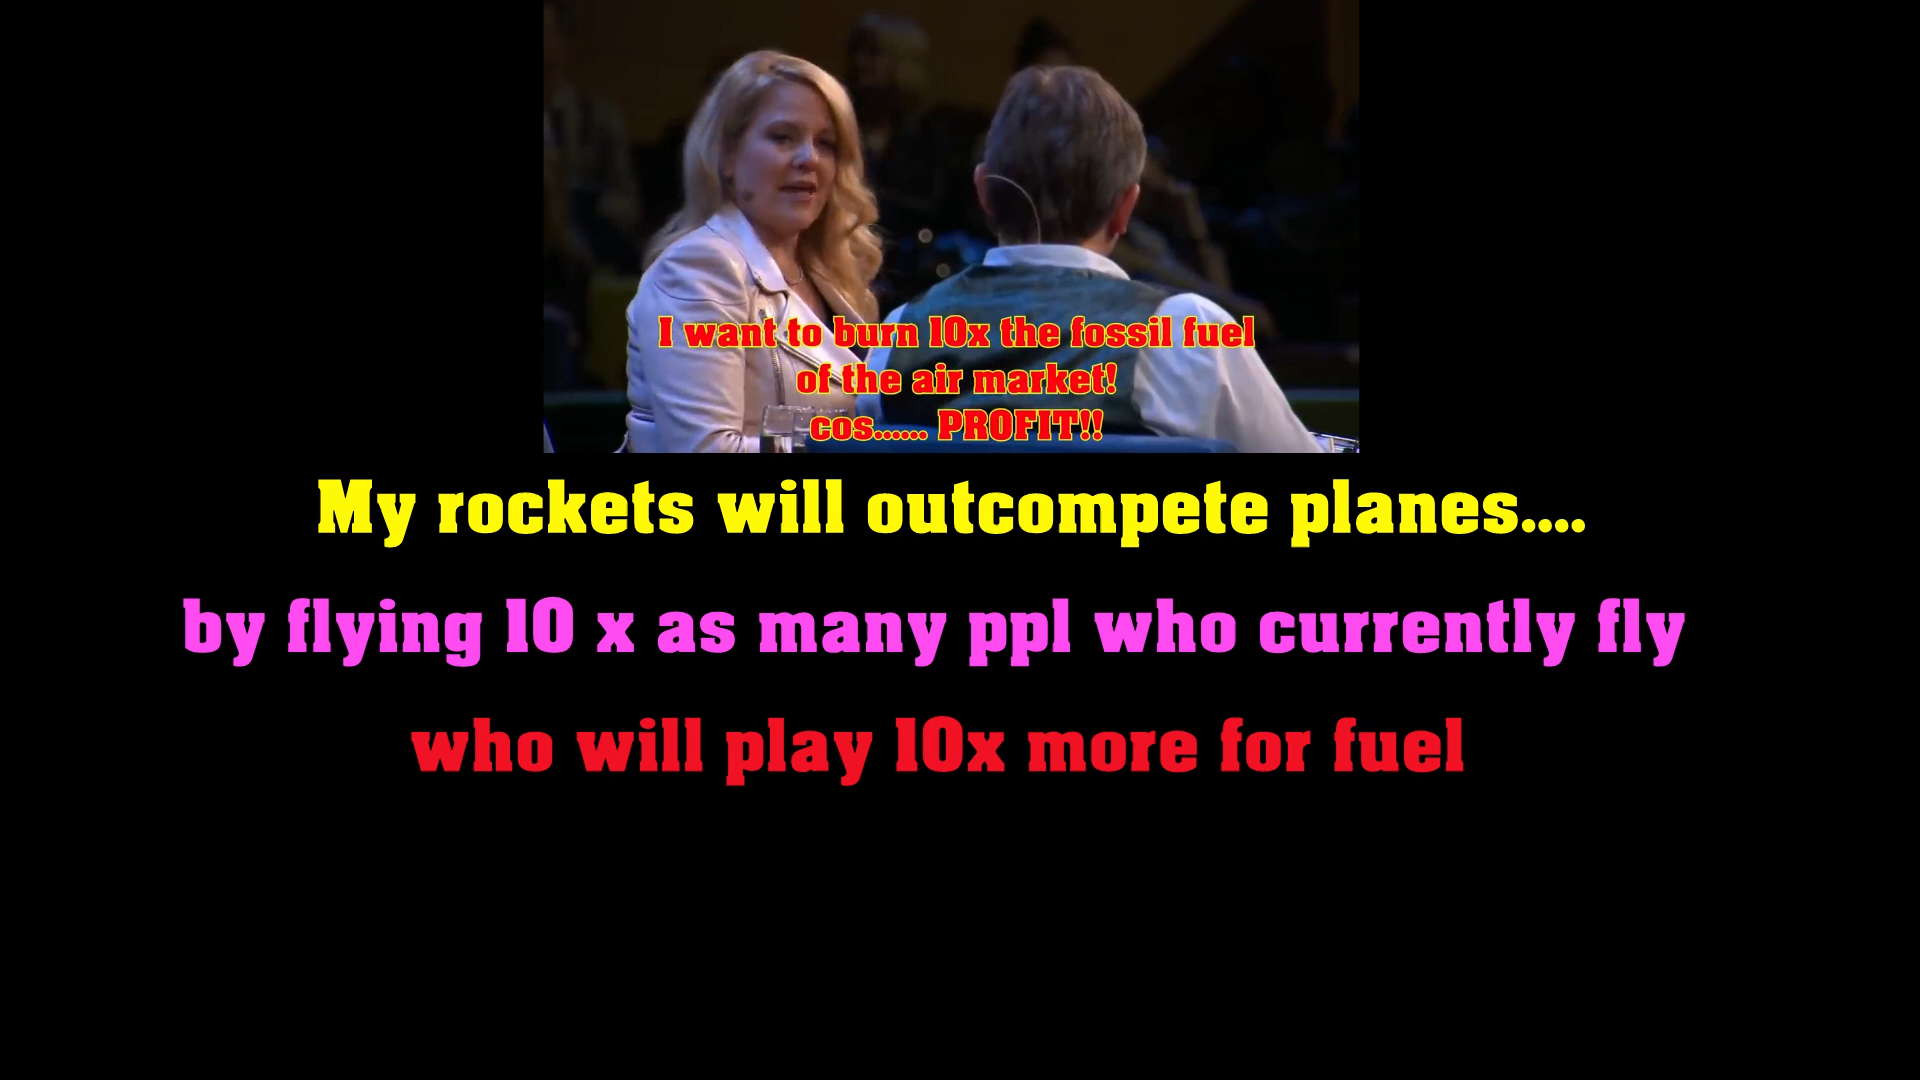 I want to burn 10x the fossil fuel
of the air market!
cos...... PROFIT!!
My rockets will outcompete planes....
by flying 10 x as many ppl who currently fly
who will play 10x more for fuel